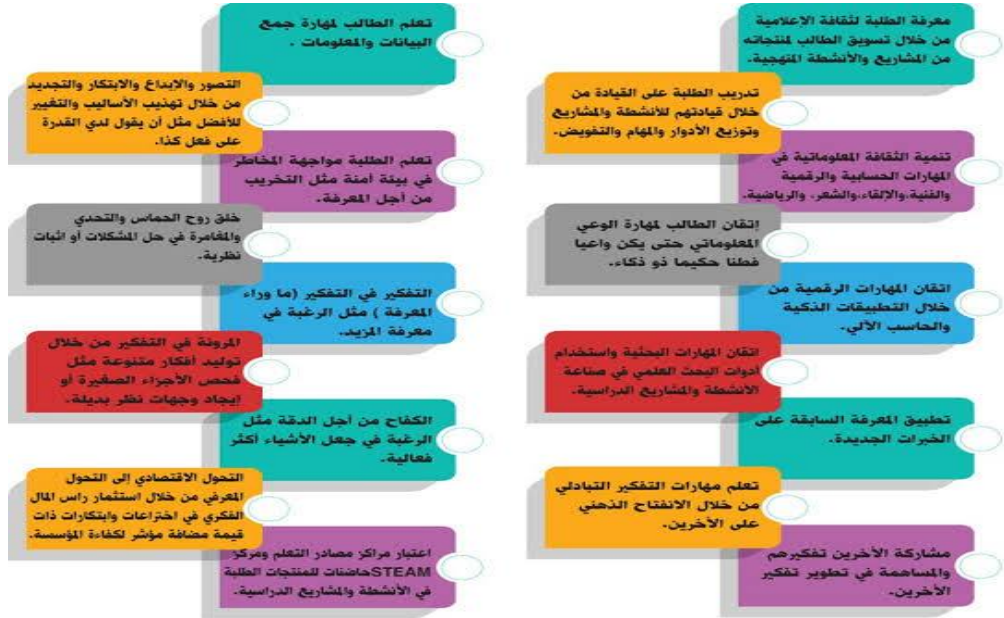 معرفة الطلبة لثقافة الإعلامية
من خلال تسويق الطالب لمنتجاته
من المشاريع والأنشطة المنهجية.
تدريب الطلبة على القيادة من
خلال قيادتهم للأنشطة والمشاريع
وتوزيع الأدوار والمهام والتفويض.
تنمية الثقافة المعلوماتية في
المهارات الحسابية والرقمية
والفنية،والإلقاء،والشعر، والرياضية.
إتقان الطالب لمهارة الوعي
المعلوماتي حتى يكن واعيا
فطنا حكيما ذو ذكاء.
اتقان المهارات الرقمية من
خلال التطبيقات الذكية
والحاسب الآلي.
اتقان المهارات البحثية واستخدام
أدوات البحث العلمي في صناعة
الأنشطة والمشاريع الدراسية.
تطبيق المعرفة السابقة على
الخبرات الجديدة.
تعلم مهارات التفكير التبادلي
من خلال الانفتاح الذهني
على الأخرين.
مشاركة الأخرين تفكيرهم
والمساهمة في تطوير تفكير
الأخرين.
تعلم الطالب لمهارة جمع
البيانات والمعلومات .
التصور والإبداع والابتكار والتجديد
من خلال تهذيب الأساليب والتغيير
للأفضل مثل أن يقول لدي القدرة
على فعل كذا.
تعلم الطلبة مواجهة المخاطر
في بيئة أمنة مثل التخريب
من أجل المعرفة.
خلق روح الحماس والتحدي
والمغامرة في حل المشكلات أو اثبات
نظرية.
التفكير في التفكير (ما وراء
المعرفة ) مثل الرغبة في
معرفة المزيد.
المرونة في التفكير من خلال
توليد أفكار متنوعة مثل
فحص الأجزاء الصغيرة أو
إيجاد وجهات نظر بديلة.
الكفاح من أجل الدقة مثل
الرغبة في جعل الأشياء أكثر
فعالية.
التحول الاقتصادي إلى التحول
المعرفي من خلال استثمار راس المال
الفكري في اختراعات وابتكارات ذات
قيمة مضافة مؤشر لكفاءة المؤسسة.
اعتبار مراكز مصادر التعلم ومركز
STEAMحاضنات للمنتجات الطلبة
في الأنشطة والمشاريع الدراسية.